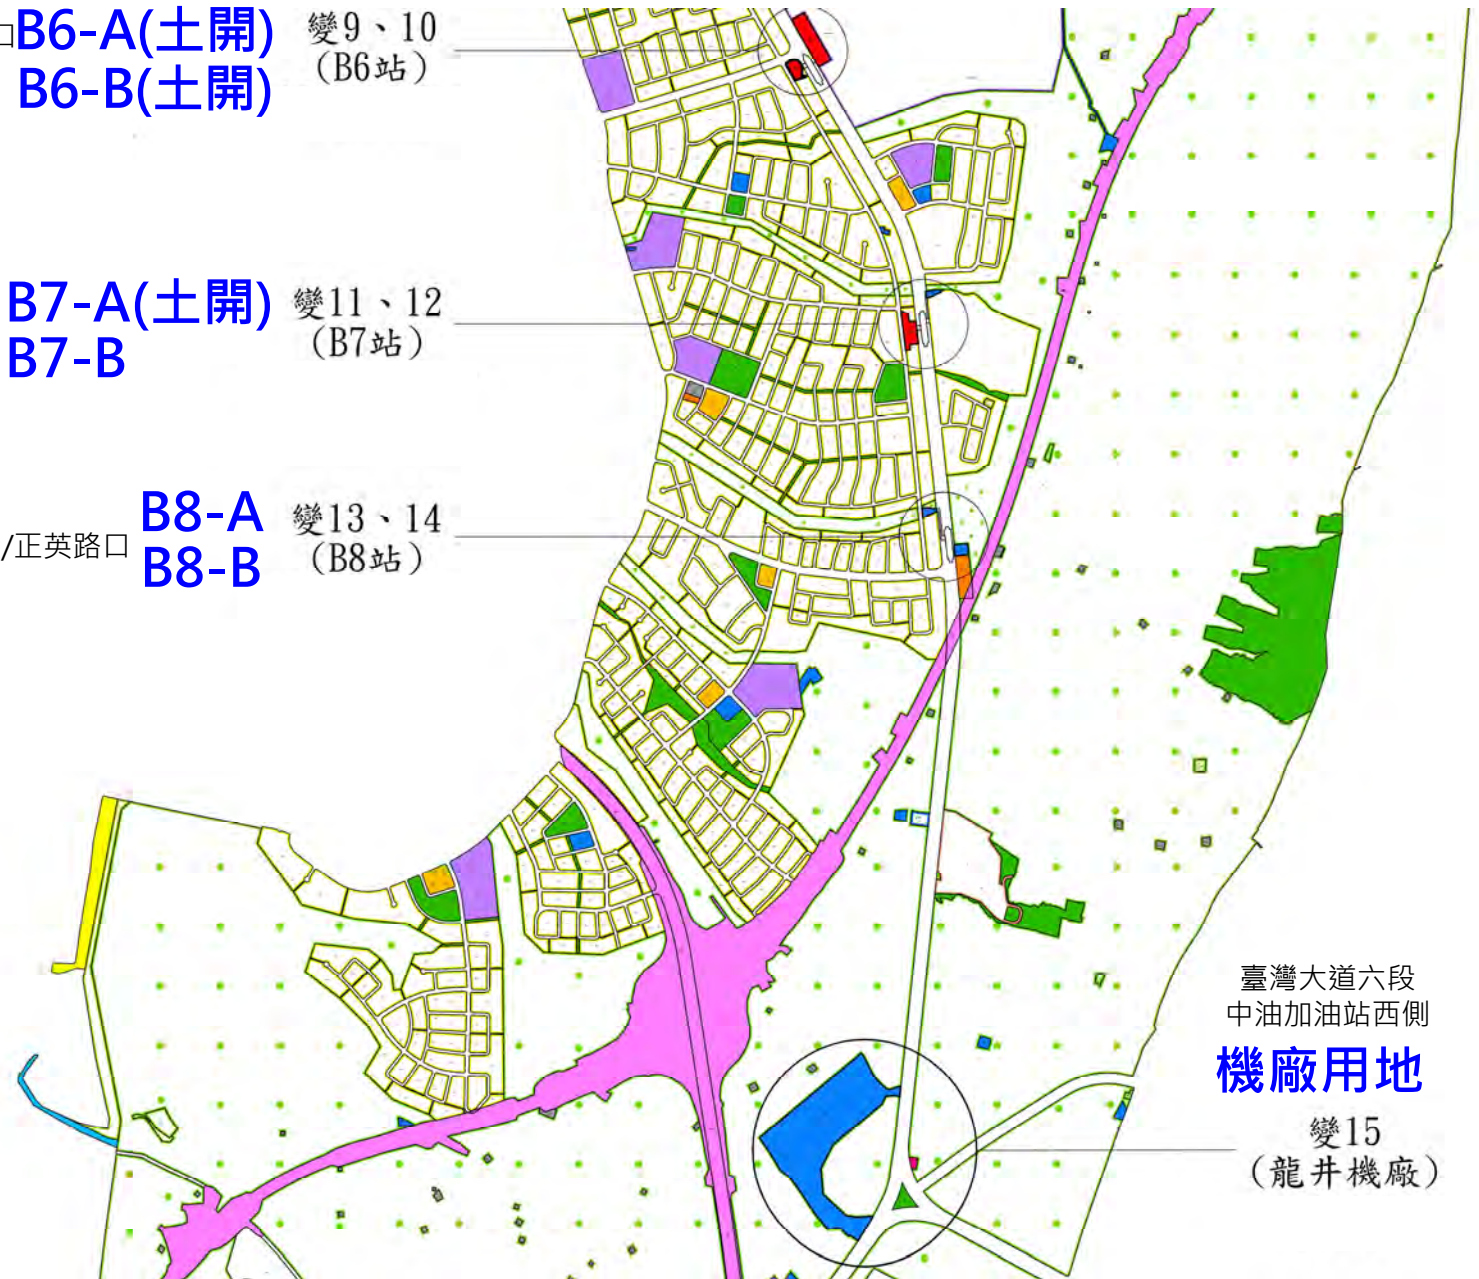 口B6-A(土開)
B6-B(土開)
變9、10
(B6站)
B7-A(土開)
B7-B
變11、12
(B7站)
/正英路口
B8-A
B8-B
變13、14
(B8站)
臺灣大道六段
中油加油站西側
機廠用地
變15
(龍井機廠)